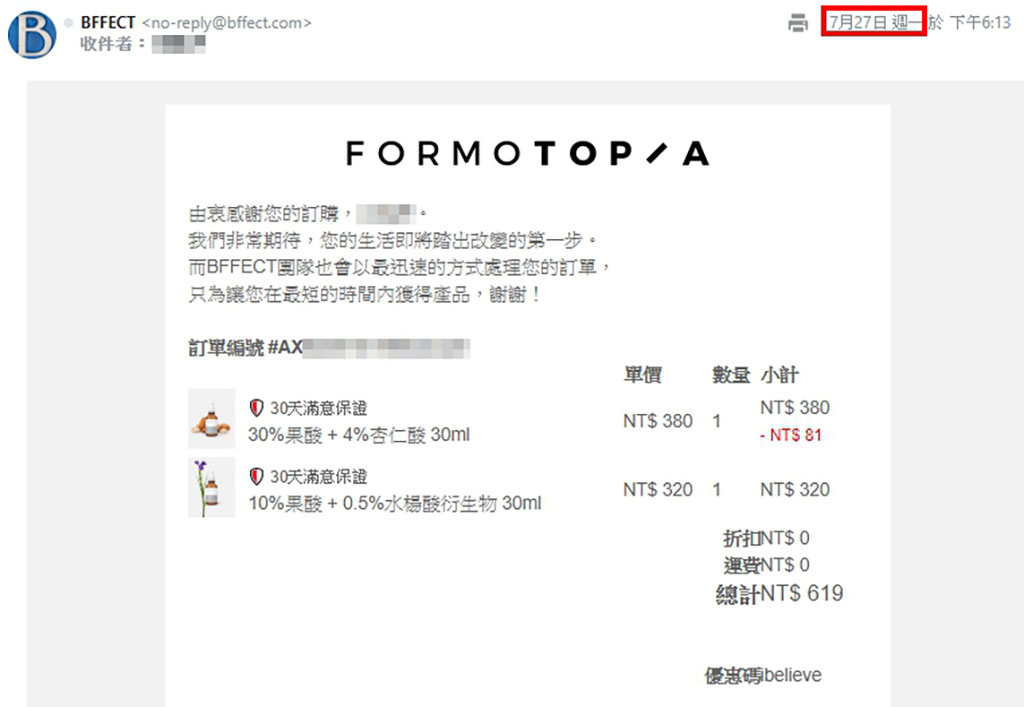 BFFECT <no-reply@bffect.com>
收件者：
7月27日 週一 於 下午6:13
FORMOTOPIA
由衷感謝您的訂購，
。
我們非常期待，您的生活即將踏出改變的第一步。
而BFFECT團隊也會以最迅速的方式處理您的訂單，
只為讓您在最短的時間內獲得產品，謝謝！
訂單編號 #AX
單價 數量 小計
30天滿意保證
30%果酸 + 4%杏仁酸 30ml
NT$ 380 1 NT$ 380
- NT$ 81
30天滿意保證
10%果酸 + 0.5%水楊酸衍生物 30ml
NT$ 320 1 NT$ 320
折扣NT$ 0
運費NT$ 0
總計NT$ 619
優惠碼ibelieve